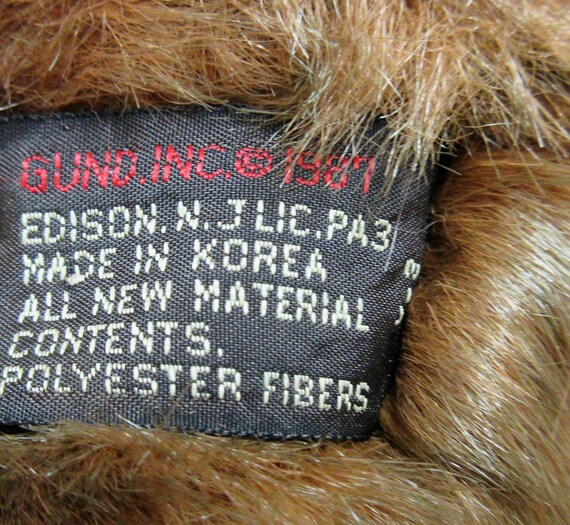 GUND.INC.© 1987
EDISON.N.J LIC.PA3
MADE IN KOREA
ALL NEW MATERIAL
CONTENTS.
POLYESTER FIBERS